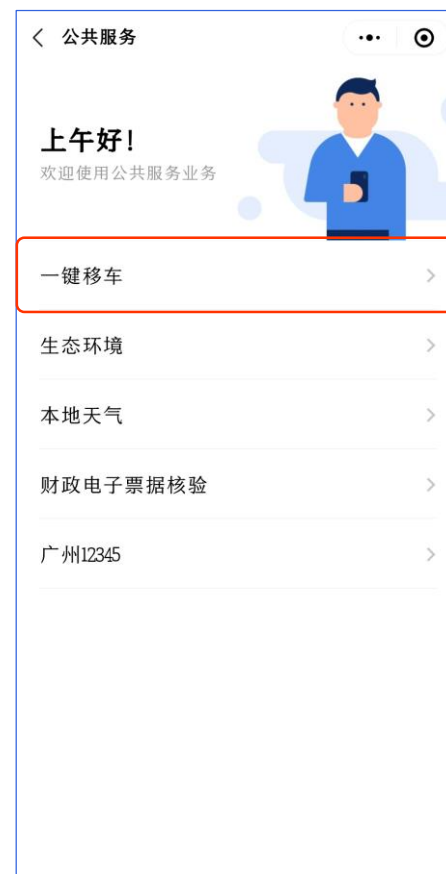 公共服务
上午好!
欢迎使用公共服务业务
一键移车
生态环境
本地天气
财政电子票据核验
广州12345